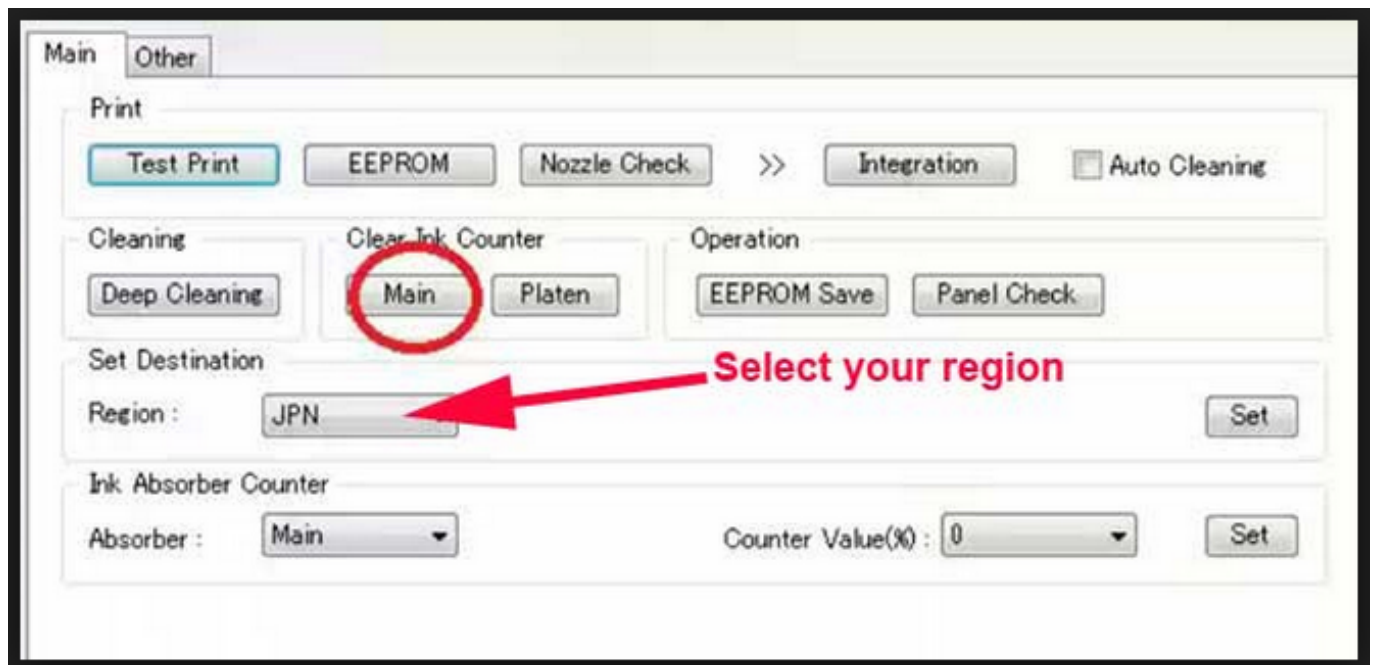 Main Other
Print
Test Print EEPROM Nozzle Check >> Integration Auto Cleaning
Cleaning Clear Ink Counter Operation
Deep Cleaning Main Platen EEPROM Save Panel Check
Set Destination
Select your region
Region : JPN Set
Ink Absorber Counter
Absorber : Main Counter Value(%) : 0 Set